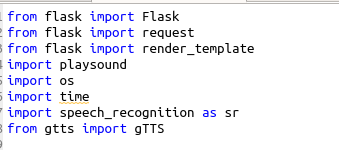 from flask import Flask
from flask import request
from flask import render_template
import playsound
import os
import time
import speech_recognition as sr
from gtts import gTTS